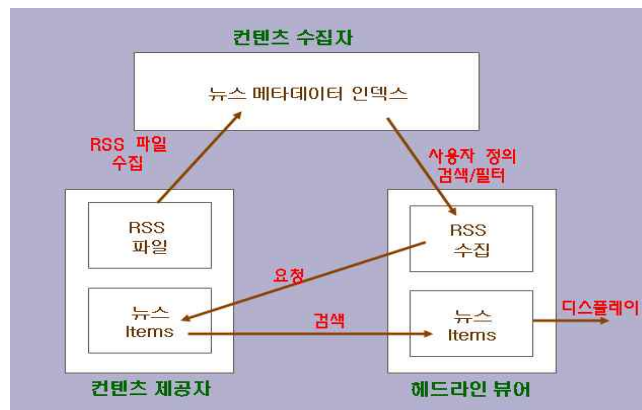 컨텐츠 수집자
뉴스 메타데이터 인덱스
RSS 파일
수집
사용자 정의
검색/필터
RSS
파일
RSS
수집
요청
뉴스
Items
검색
뉴스
Items
디스플레이
컨텐츠 제공자
헤드라인 뷰어